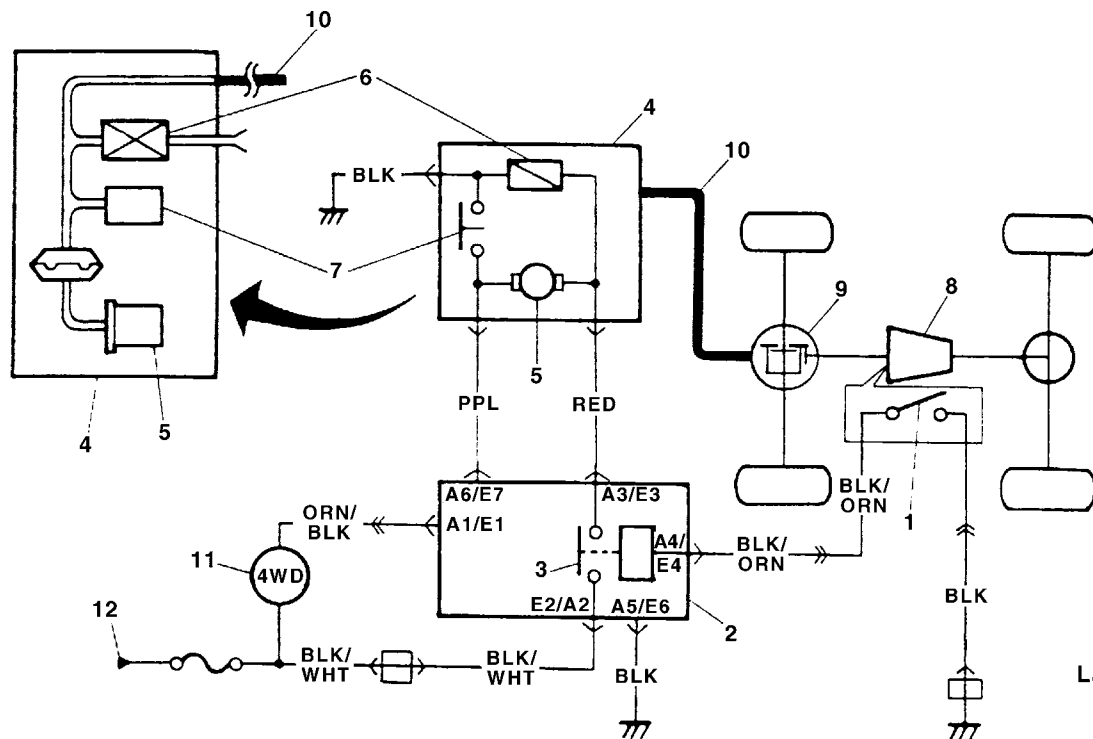 10
6
4
10
BLK
7
9
8
5
PPL
RED
4
5
BLK/
ORN
1
A6/E7
A3/E3
ORN/
BLK
A1/E1
11
4WD
3
A4/
E4
BLK/
ORN
12
E2/A2
A5/E6
2
BLK
BLK/
WHT
BLK/
WHT
BLK
L.